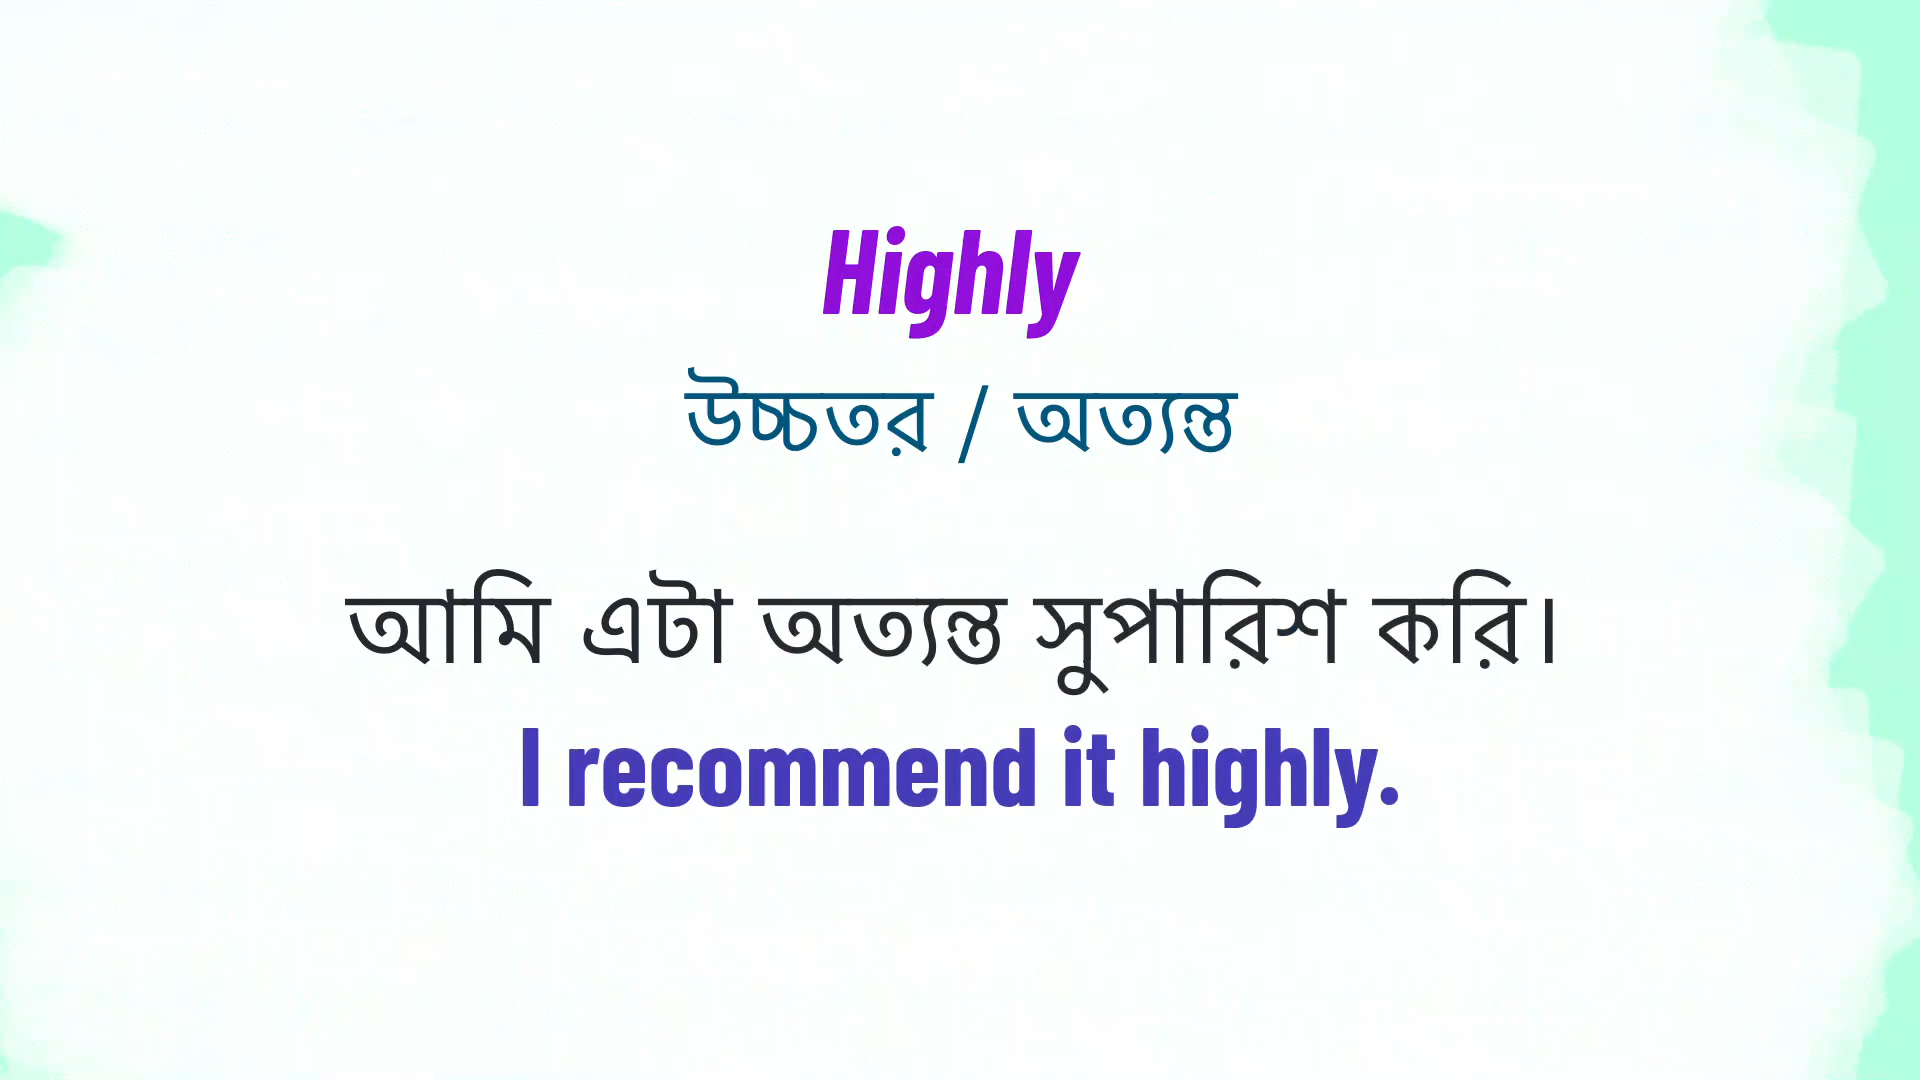 Highly
উচ্চতর / অত্যন্ত
আমি এটা অত্যন্ত সুপারিশ করি।
I recommend it highly.